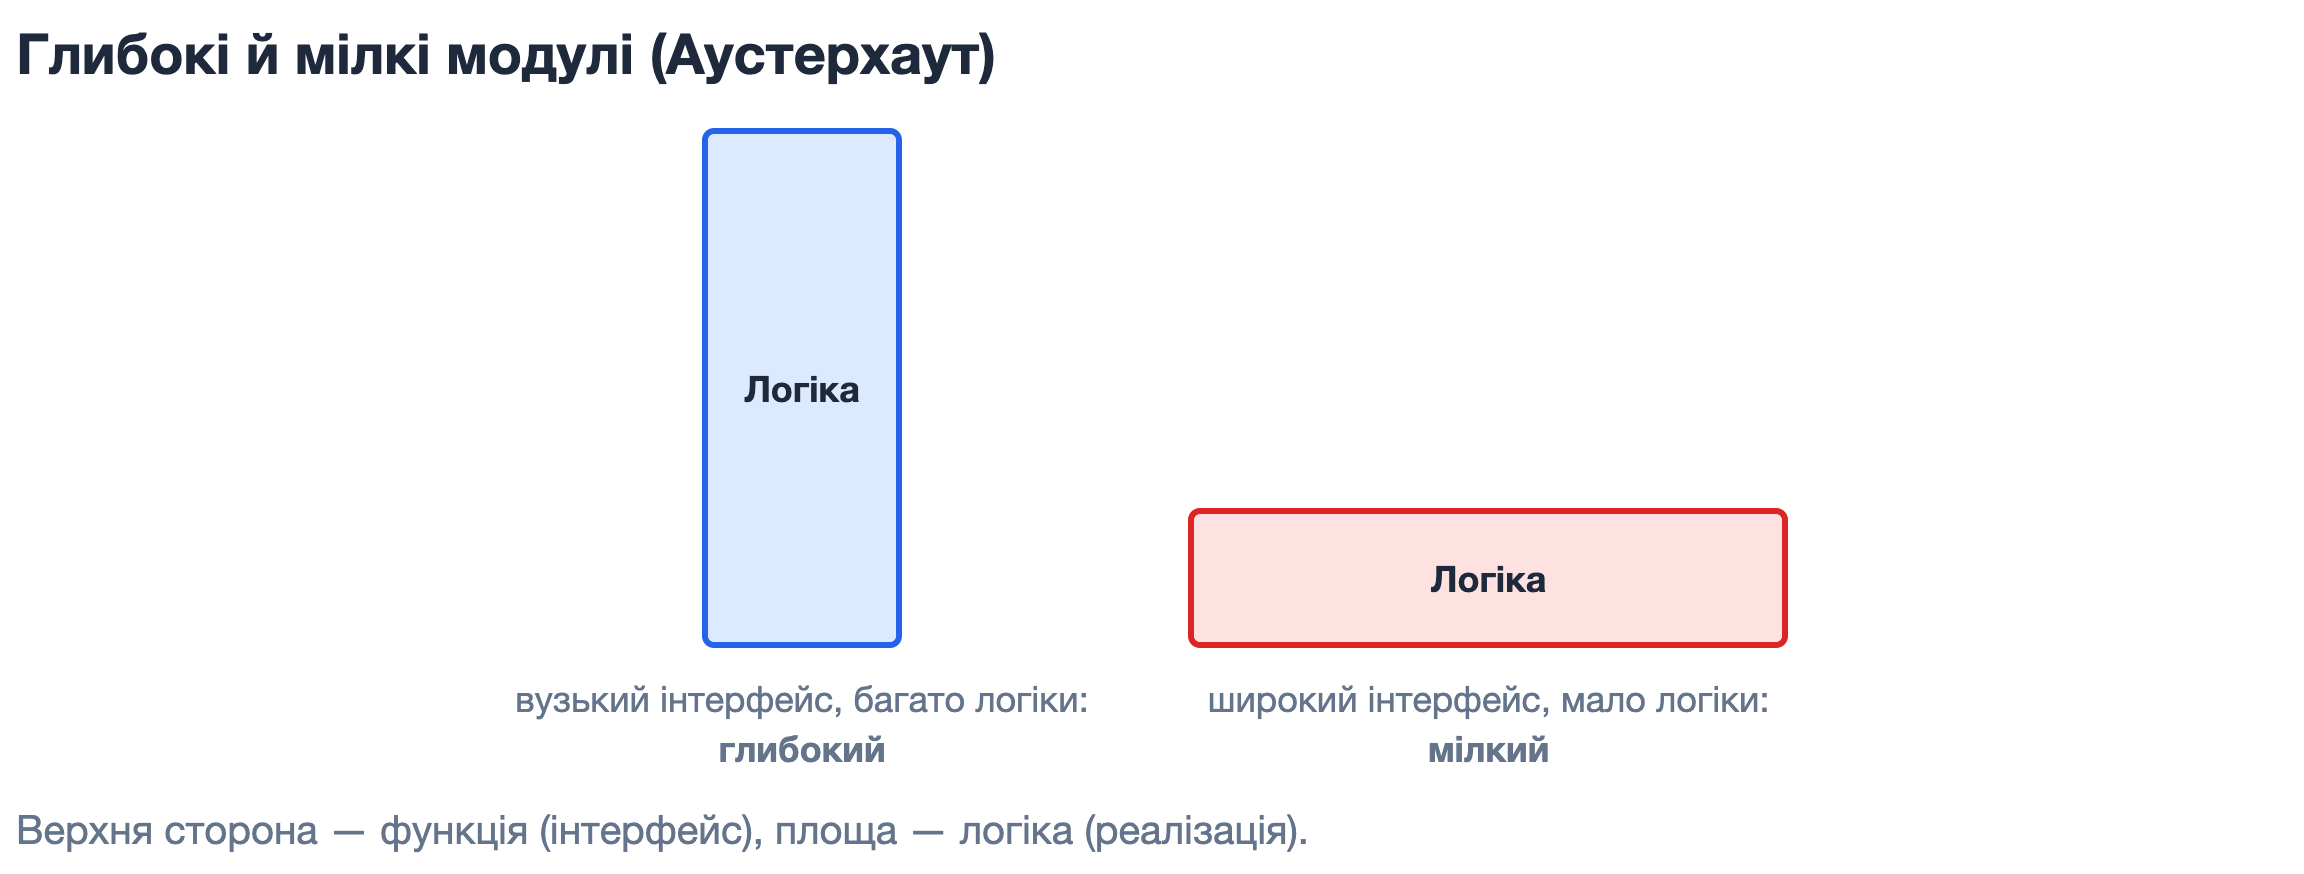 Глибокі й мілкі модулі (Аустерхаут)
Логіка
Логіка
вузький інтерфейс, багато логіки:
глибокий
широкий інтерфейс, мало логіки:
мілкий
Верхня сторона — функція (інтерфейс), площа — логіка (реалізація).